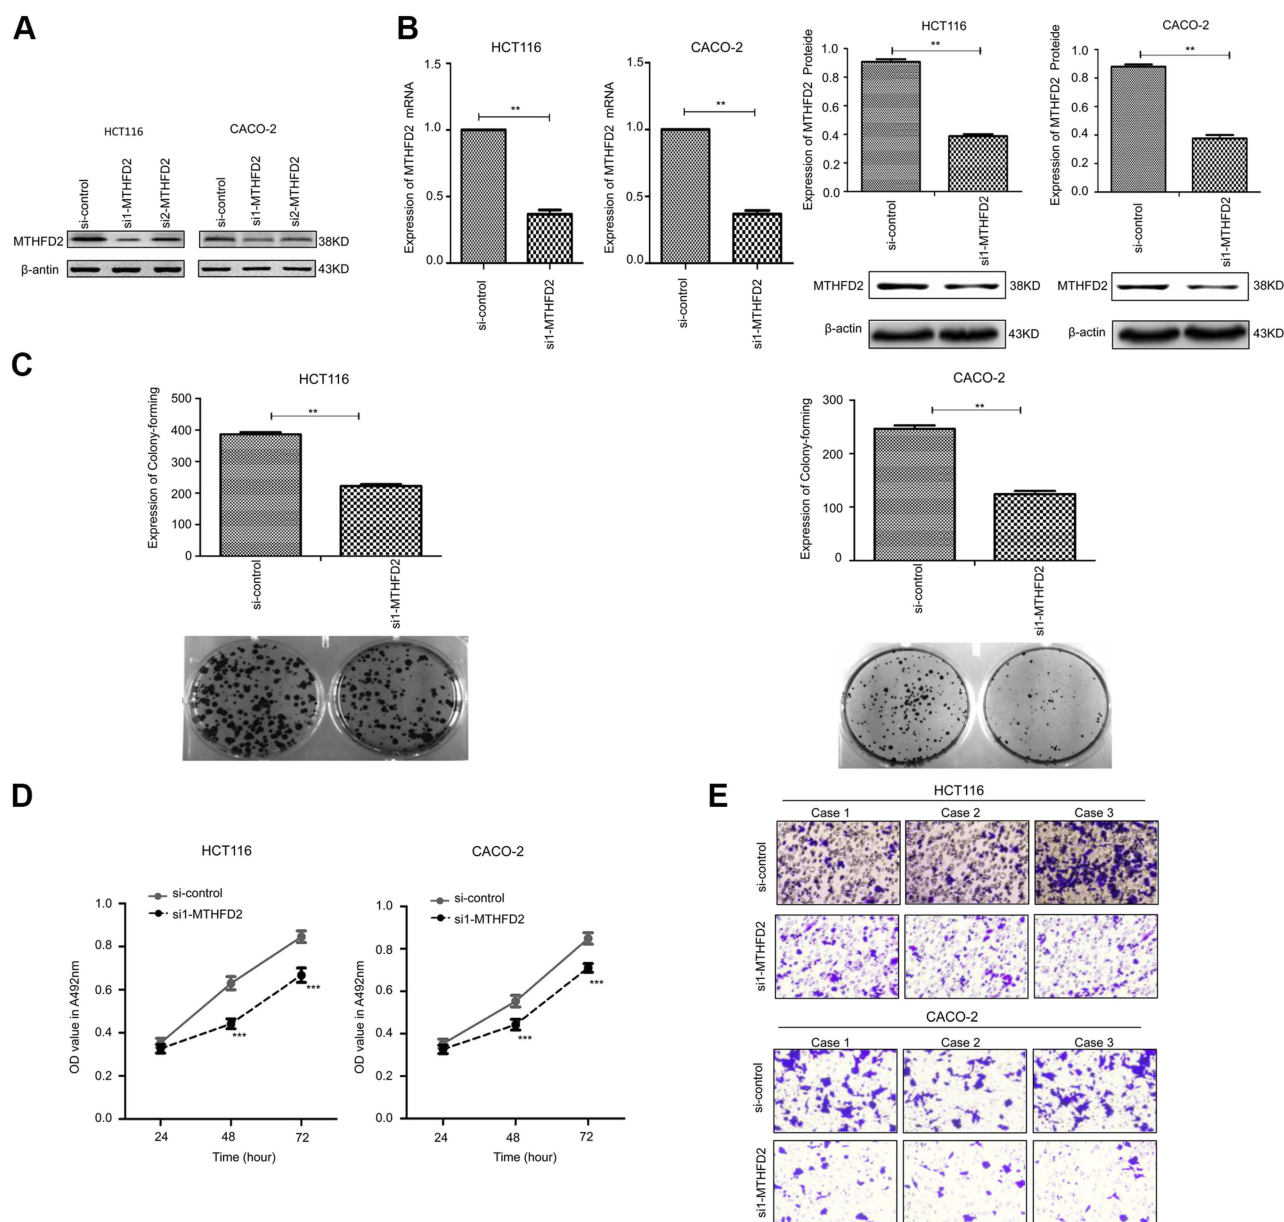 A
HCT116
CACO-2
si-control
si1-MTHFD2
si2-MTHFD2
si-control
si1-MTHFD2
si2-MTHFD2
MTHFD2
38KD
β-antin
43KD
B
HCT116
Expression of MTHFD2 mRNA
1.5
1.0
0.5
0.0
**
si-control
si1-MTHFD2
CACO-2
Expression of MTHFD2 mRNA
1.5
1.0
0.5
0.0
**
si-control
si1-MTHFD2
HCT116
Expression of MTHFD2 Proteide
1.0
0.8
0.6
0.4
0.2
0.0
**
si-control
si1-MTHFD2
MTHFD2
38KD
β-actin
43KD
CACO-2
Expression of MTHFD2 Proteide
1.0
0.8
0.6
0.4
0.2
0.0
**
si-control
si1-MTHFD2
MTHFD2
38KD
β-actin
43KD
C
HCT116
Expression of Colony-forming
500
400
300
200
100
0
**
si-control
si1-MTHFD2
CACO-2
Expression of Colony-forming
300
200
100
0
**
si-control
si1-MTHFD2
D
HCT116
si-control
si1-MTHFD2
OD value in A492nm
1.0
0.8
0.6
0.4
0.2
0.0
***
***
24 48 72
Time (hour)
CACO-2
si-control
si1-MTHFD2
OD value in A492nm
1.0
0.8
0.6
0.4
0.2
0.0
***
***
24 48 72
Time (hour)
E
HCT116
Case 1 Case 2 Case 3
si-control
si1-MTHFD2
CACO-2
Case 1 Case 2 Case 3
si-control
si1-MTHFD2